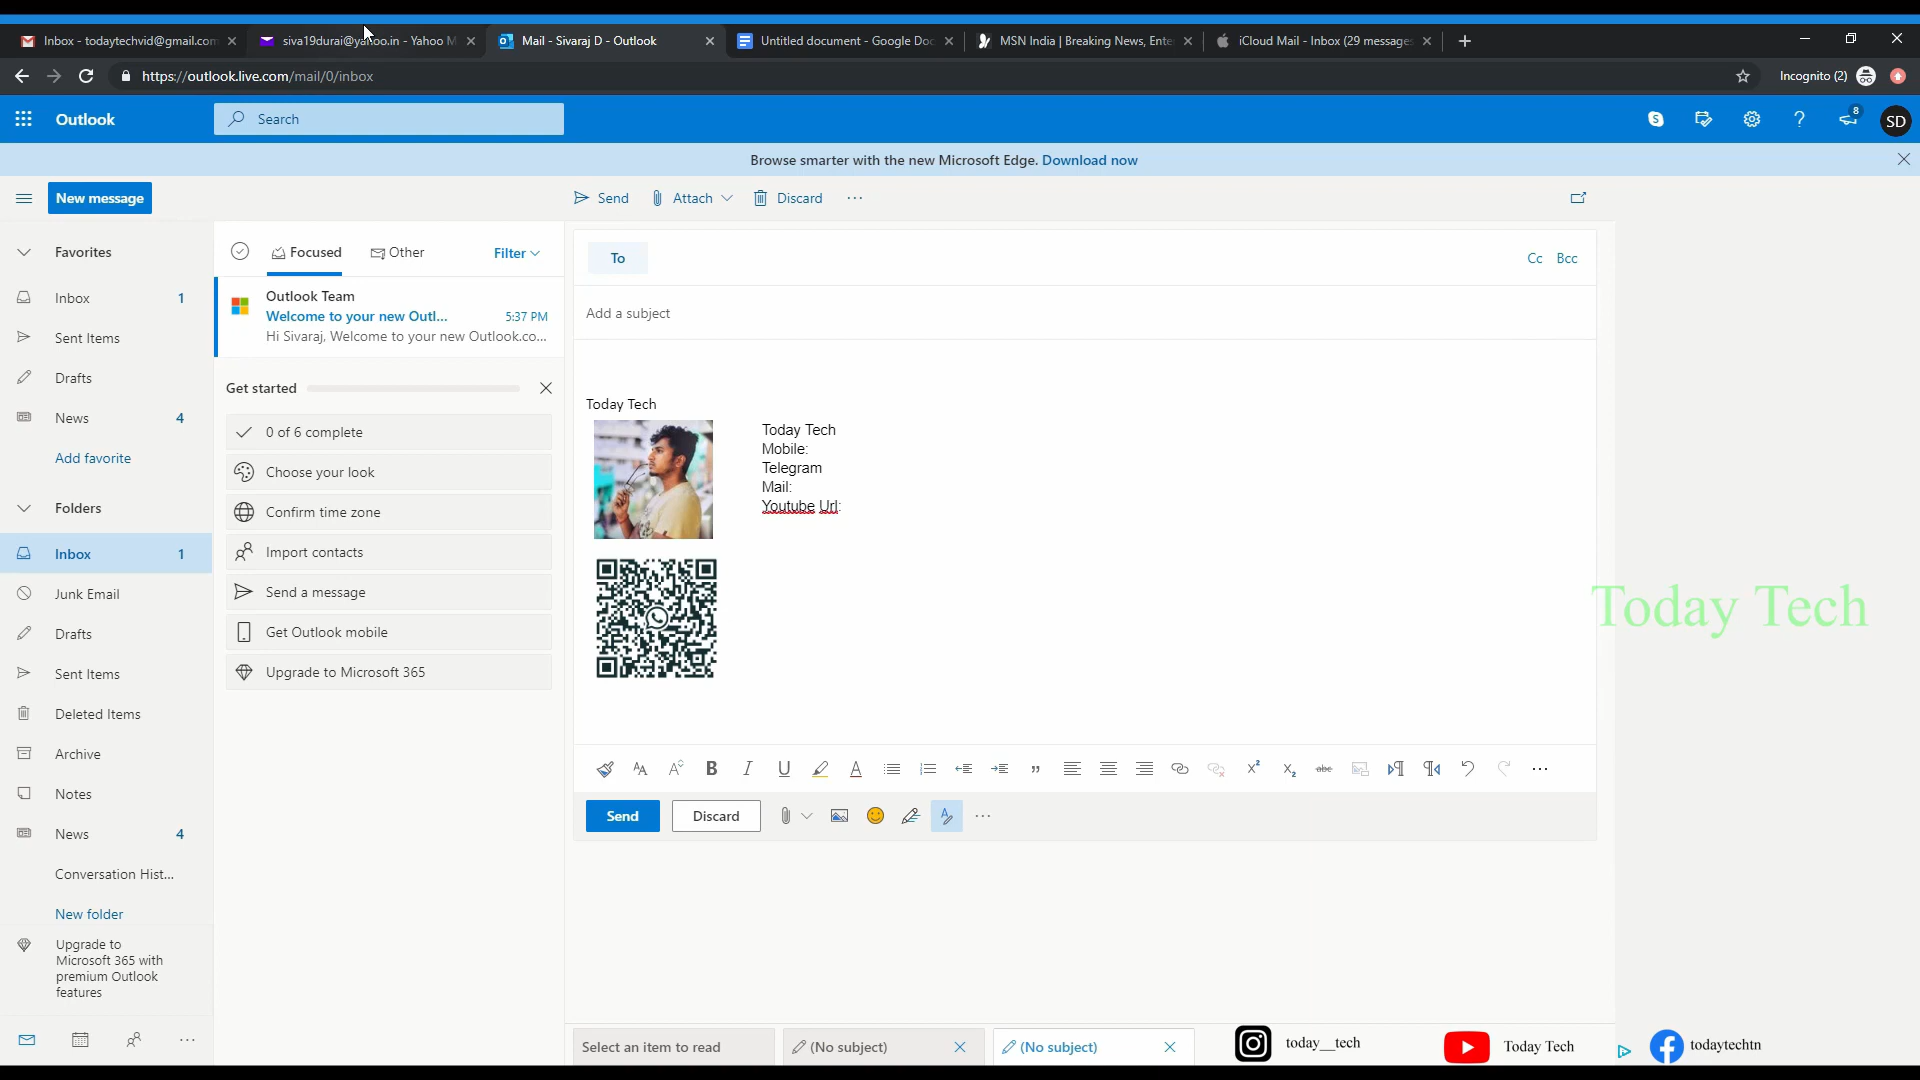 Inbox - todaytechvid@gmail.com
siva19durai@yahoo.in - Yahoo M
Mail - Sivaraj D - Outlook
Untitled document - Google Doc
MSN India | Breaking News, Ente
iCloud Mail - Inbox (29 messages
https://outlook.live.com/mail/0/inbox
Incognito (2)
Outlook
Search
8
SD
Browse smarter with the new Microsoft Edge. Download now
New message
Send
Attach
Discard
Favorites
Inbox 1
Sent Items
Drafts
News 4
Add favorite
Folders
Inbox 1
Junk Email
Drafts
Sent Items
Deleted Items
Archive
Notes
News 4
Conversation Hist...
New folder
Upgrade to
Microsoft 365 with
premium Outlook
features
Focused
Other
Filter
Outlook Team
Welcome to your new Outl... 5:37 PM
Hi Sivaraj, Welcome to your new Outlook.co...
Get started
0 of 6 complete
Choose your look
Confirm time zone
Import contacts
Send a message
Get Outlook mobile
Upgrade to Microsoft 365
To
Cc Bcc
Add a subject
Today Tech
Today Tech
Mobile:
Telegram
Mail:
Youtube Url:
Today Tech
Send
Discard
Select an item to read
(No subject)
(No subject)
today__tech
Today Tech
todaytechtn